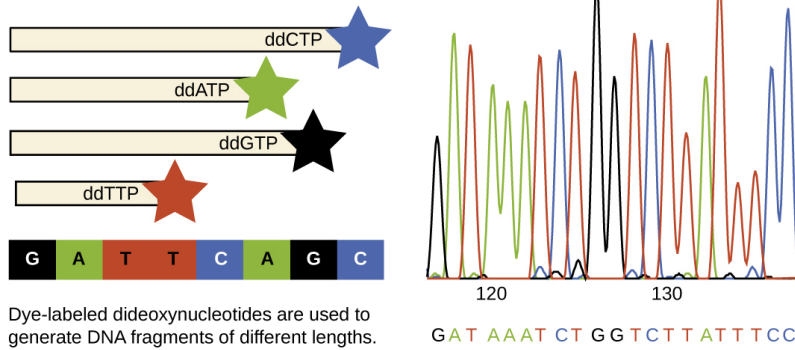 ddCTP
ddATP
ddGTP
ddTTP
G A T T C A G C
Dye-labeled dideoxynucleotides are used to
generate DNA fragments of different lengths.
120 130
GAT AAAT CT GGTCTTATTTCC